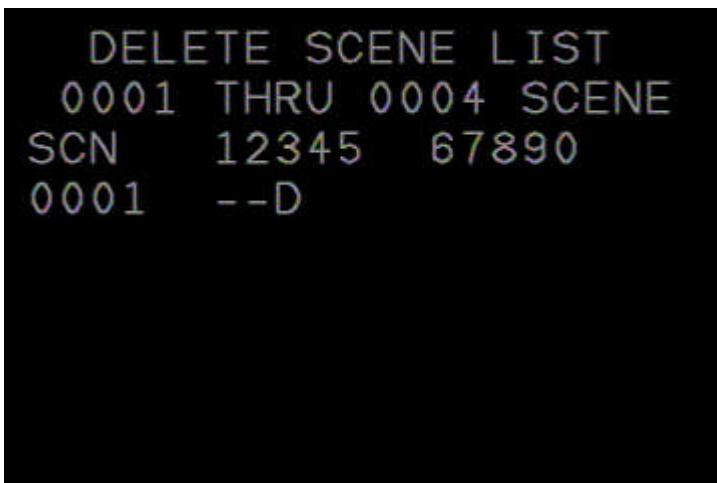 DELETE SCENE LIST
0001 THRU 0004 SCENE
SCN 12345 67890
0001 --D